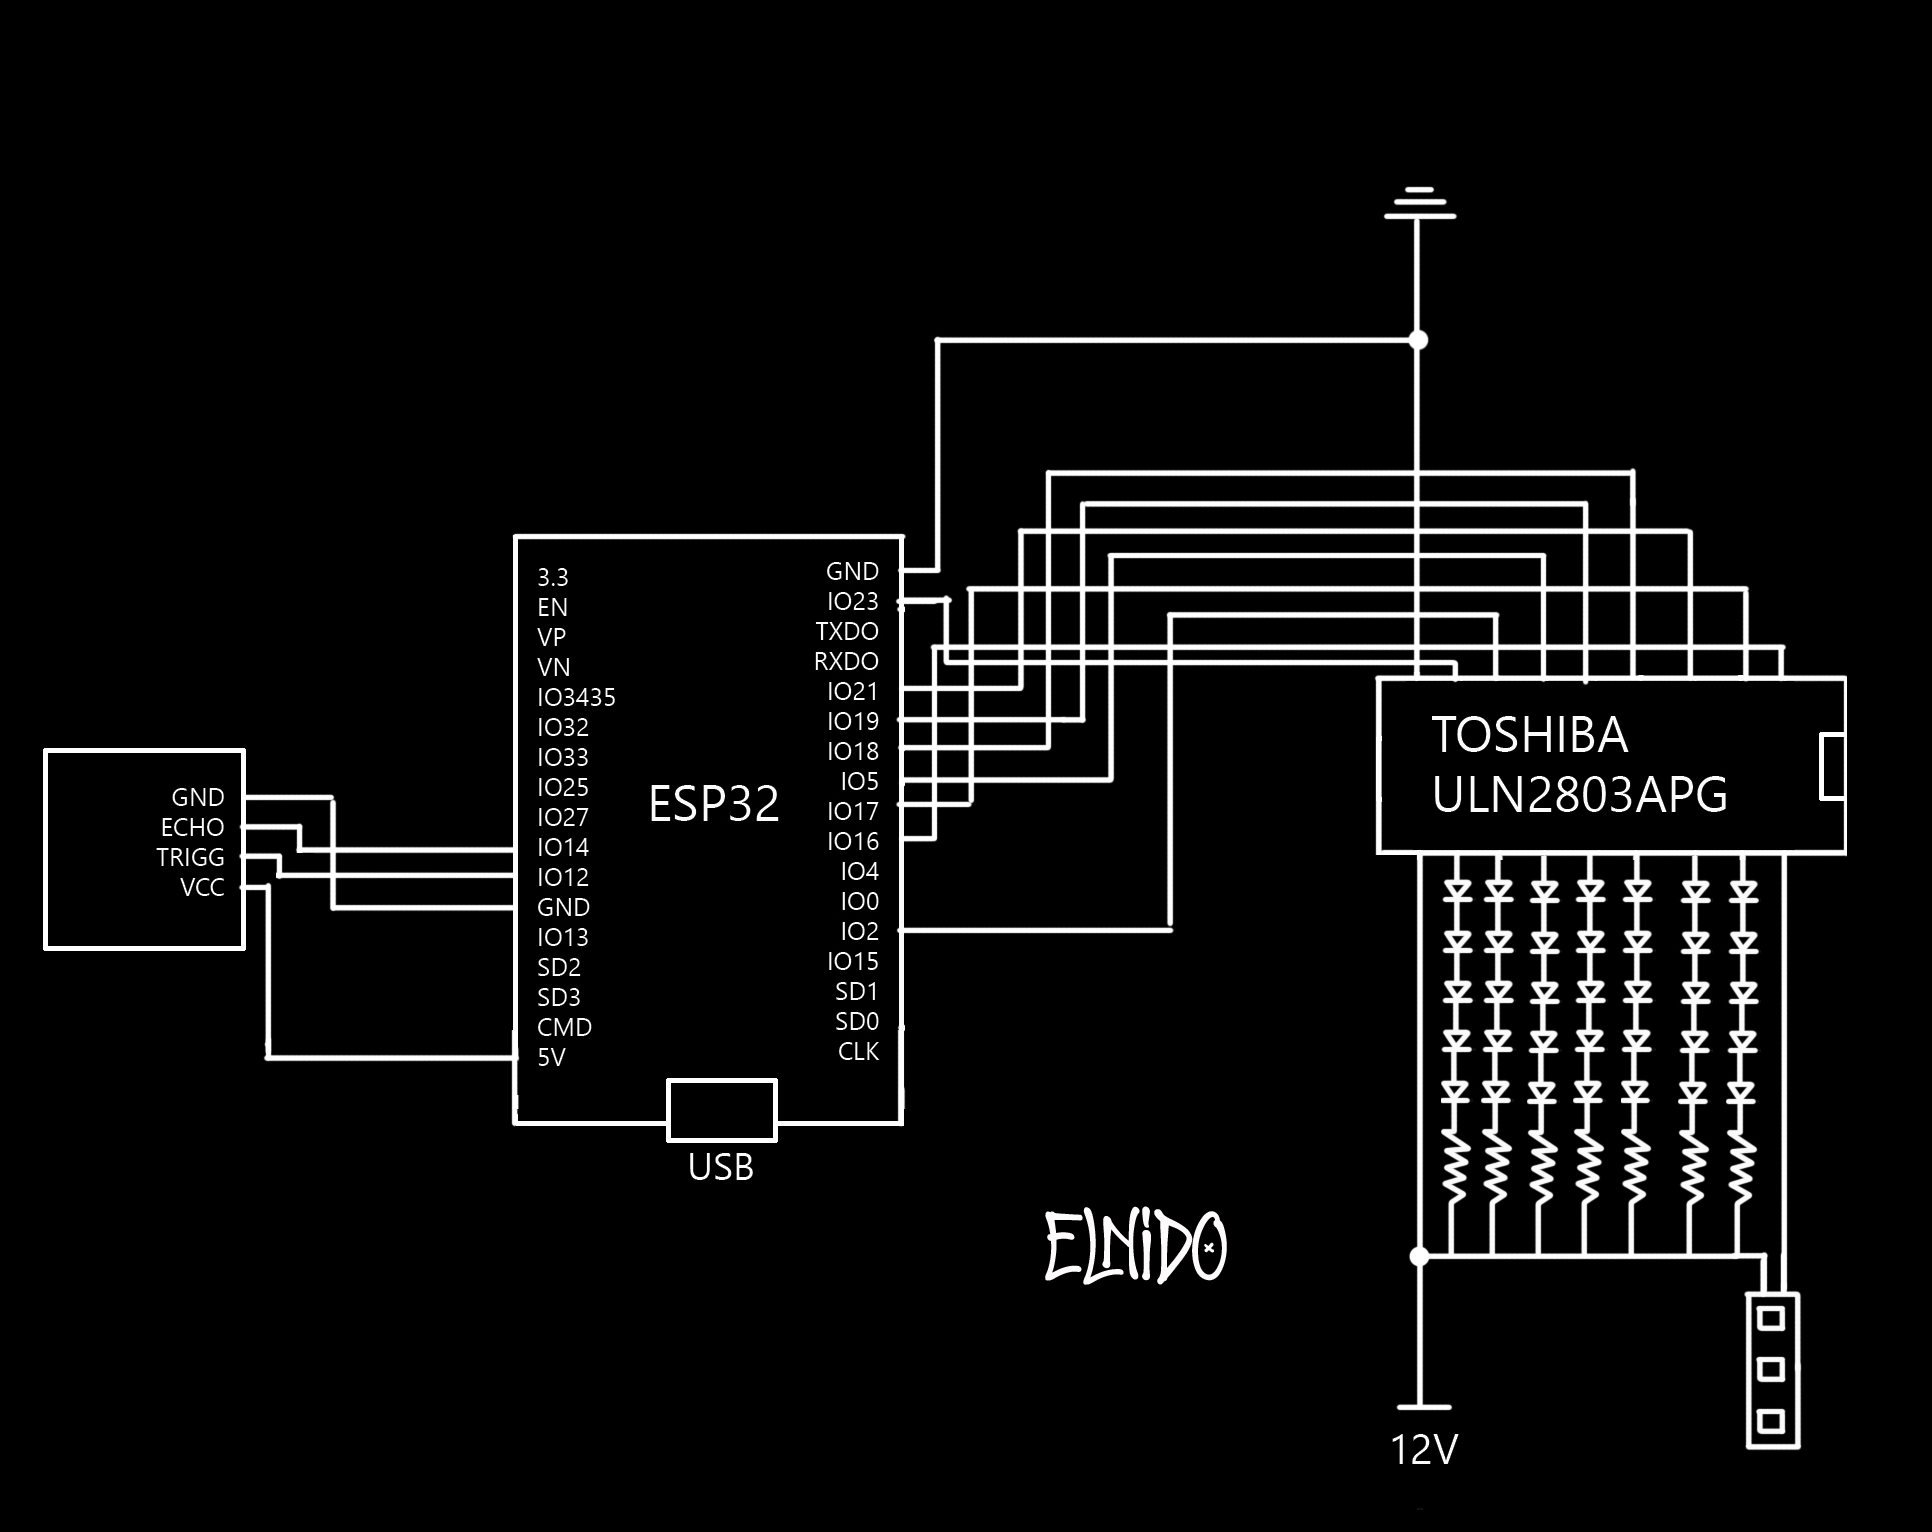 GND
ECHO
TRIGG
VCC
3.3
EN
VP
VN
IO3435
IO32
IO33
IO25
IO27
IO14
IO12
GND
IO13
SD2
SD3
CMD
5V
ESP32
GND
IO23
TXDO
RXDO
IO21
IO19
IO18
IO5
IO17
IO16
IO4
IO0
IO2
IO15
SD1
SD0
CLK
USB
TOSHIBA
ULN2803APG
ELNIDO
12V